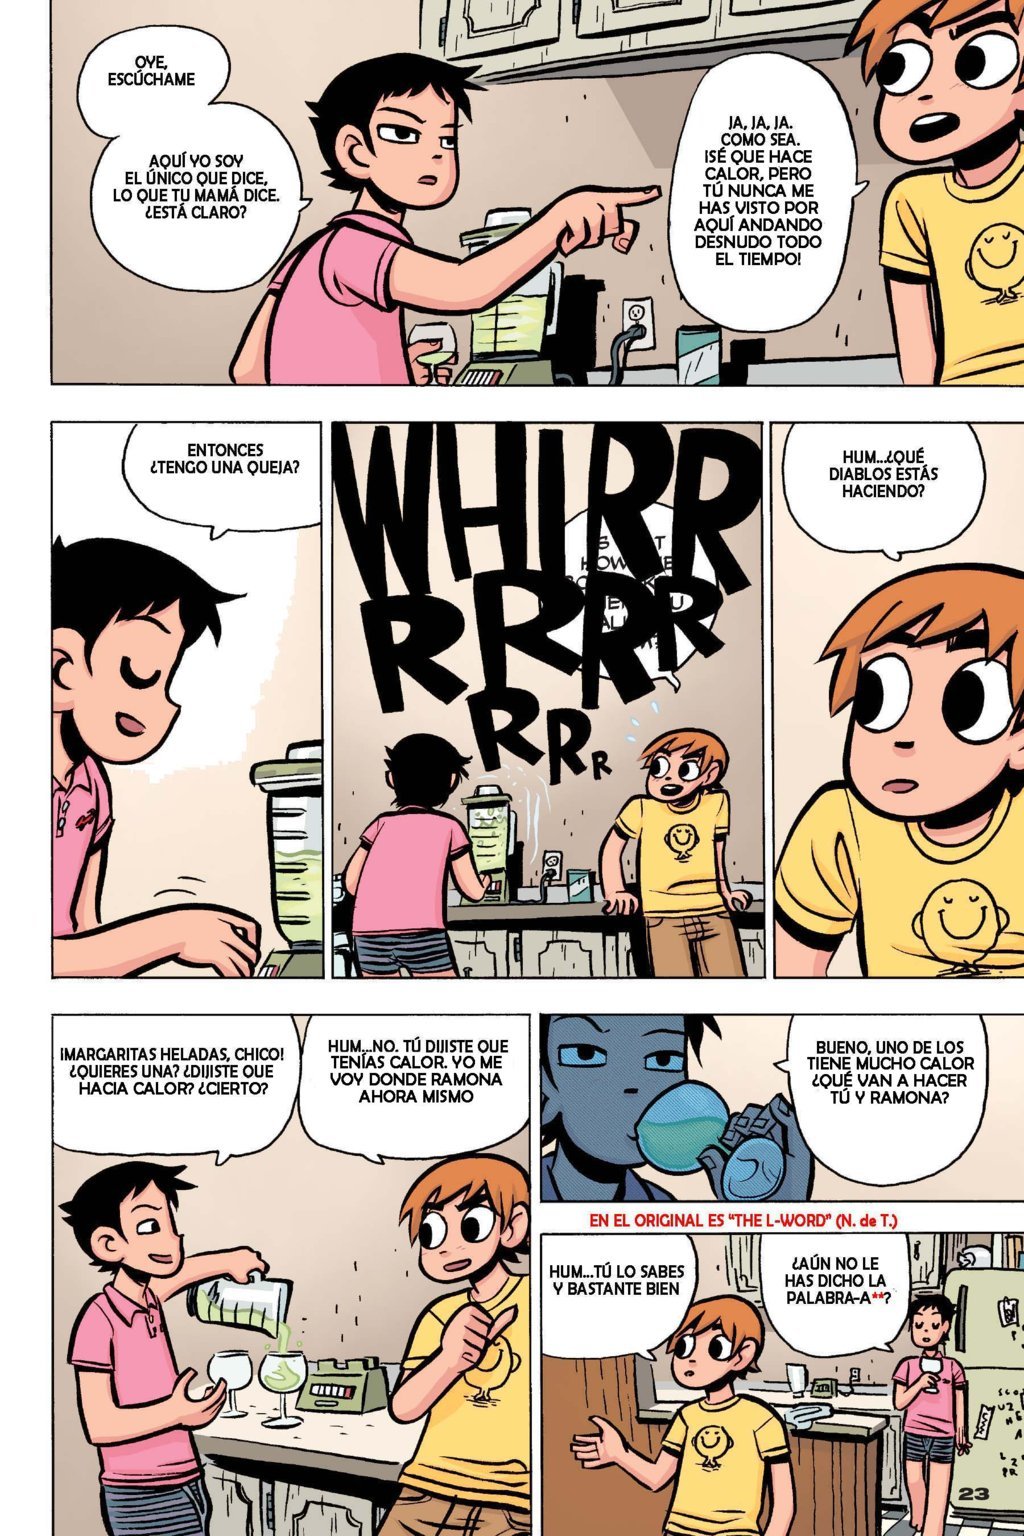 OYE,
ESCÚCHAME
AQUÍ YO SOY
EL ÚNICO QUE DICE,
LO QUE TU MAMÁ DICE.
¿ESTÁ CLARO?
JA, JA, JA.
COMO SEA.
¡SÉ QUE HACE
CALOR, PERO
TÚ NUNCA ME
HAS VISTO POR
AQUÍ ANDANDO
DESNUDO TODO
EL TIEMPO!
ENTONCES
¿TENGO UNA QUEJA?
WHIRR
RRRR
RRR
HUM...¿QUÉ
DIABLOS ESTÁS
HACIENDO?
¡MARGARITAS HELADAS, CHICO!
¿QUIERES UNA? ¿DIJISTE QUE
HACIA CALOR? ¿CIERTO?
HUM...NO. TÚ DIJISTE QUE
TENÍAS CALOR. YO ME
VOY DONDE RAMONA
AHORA MISMO
BUENO, UNO DE LOS
TIENE MUCHO CALOR
¿QUÉ VAN A HACER
TÚ Y RAMONA?
EN EL ORIGINAL ES “THE L-WORD” (N. de T.)
HUM...TÚ LO SABES
Y BASTANTE BIEN
¿AÚN NO LE
HAS DICHO LA
PALABRA-A**?
23